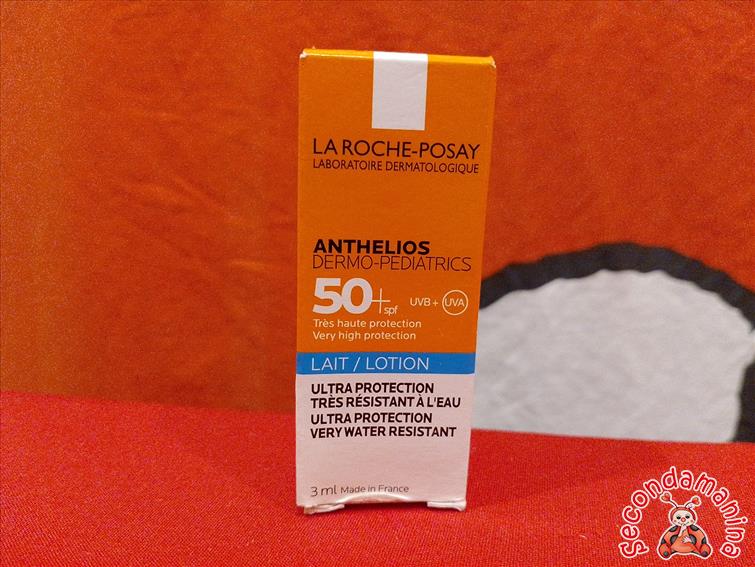 LA ROCHE-POSAY
LABORATOIRE DERMATOLOGIQUE
ANTHELIOS
DERMO-PEDIATRICS
50+ spf UVB + UVA
Très haute protection
Very high protection
LAIT / LOTION
ULTRA PROTECTION
TRÈS RÉSISTANT À L'EAU
ULTRA PROTECTION
VERY WATER RESISTANT
3 ml Made in France
secondamanina